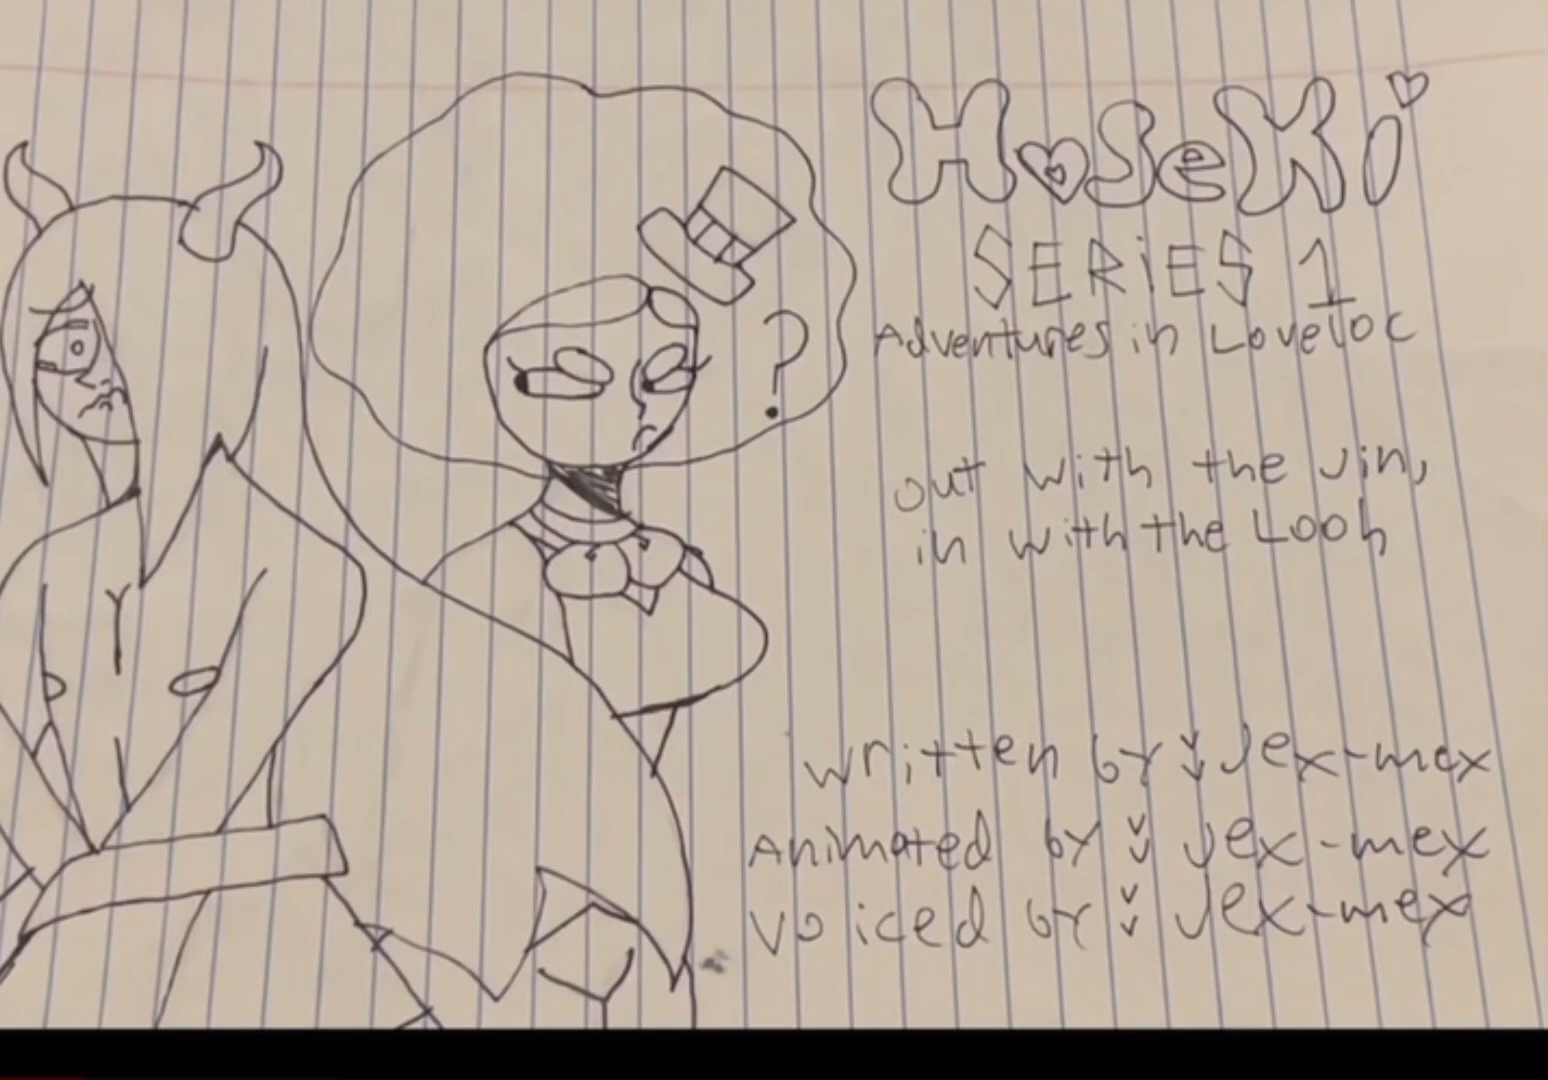 HoseKi
SERiES 1
Adventures in Loveloc
out with the Jin,
in with the Looh
written by Jex-mex
Animated by Jex-mex
Voiced by Jex-mex
?